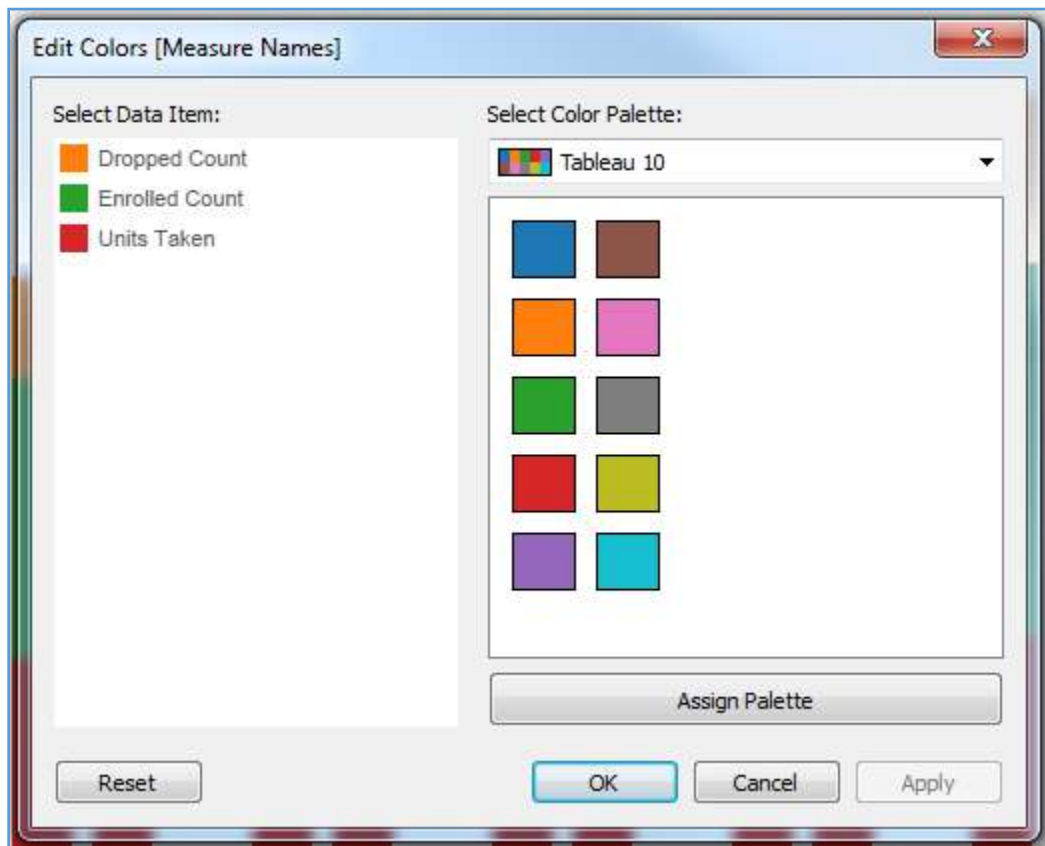 Edit Colors [Measure Names]
Select Data Item:
Dropped Count
Enrolled Count
Units Taken
Select Color Palette:
Tableau 10
Assign Palette
Reset
OK
Cancel
Apply